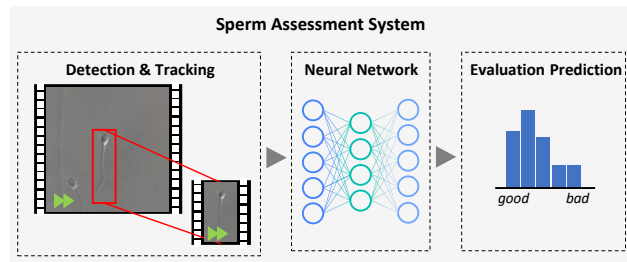 Sperm Assessment System
Detection & Tracking
Neural Network
Evaluation Prediction
good bad